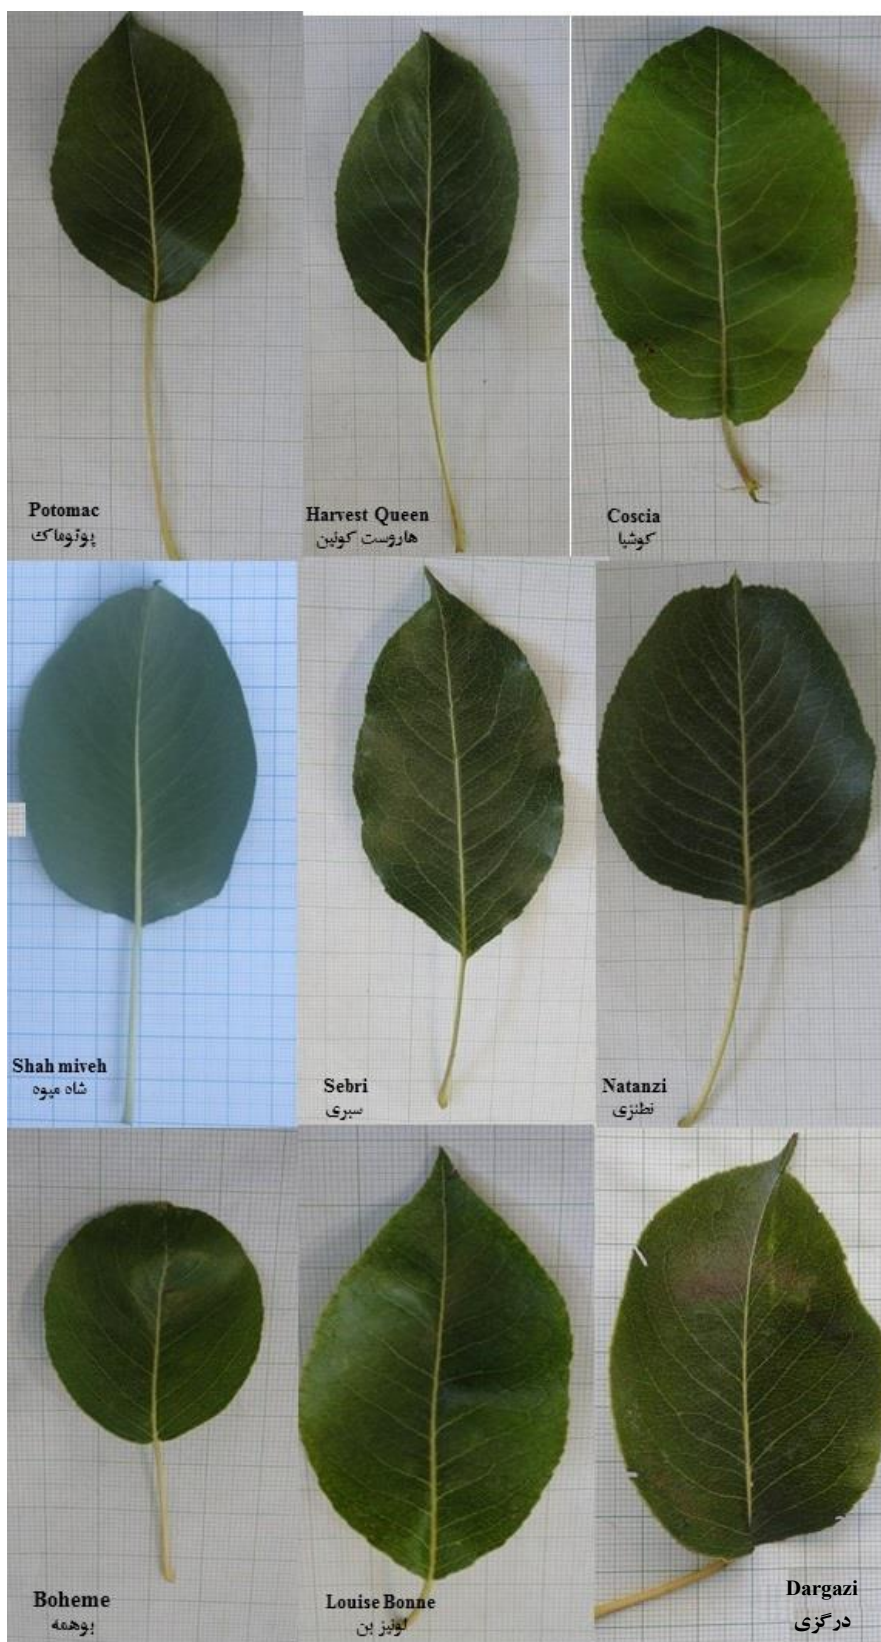 Potomac
پوتوماک
Harvest Queen
هاروست کوئین
Coscia
کوشیا
Shah miveh
شاه میوه
Sebri
سبری
Natanzi
نطنزی
Boheme
بوهمه
Louise Bonne
لوئیز بن
Dargazi
درگزی